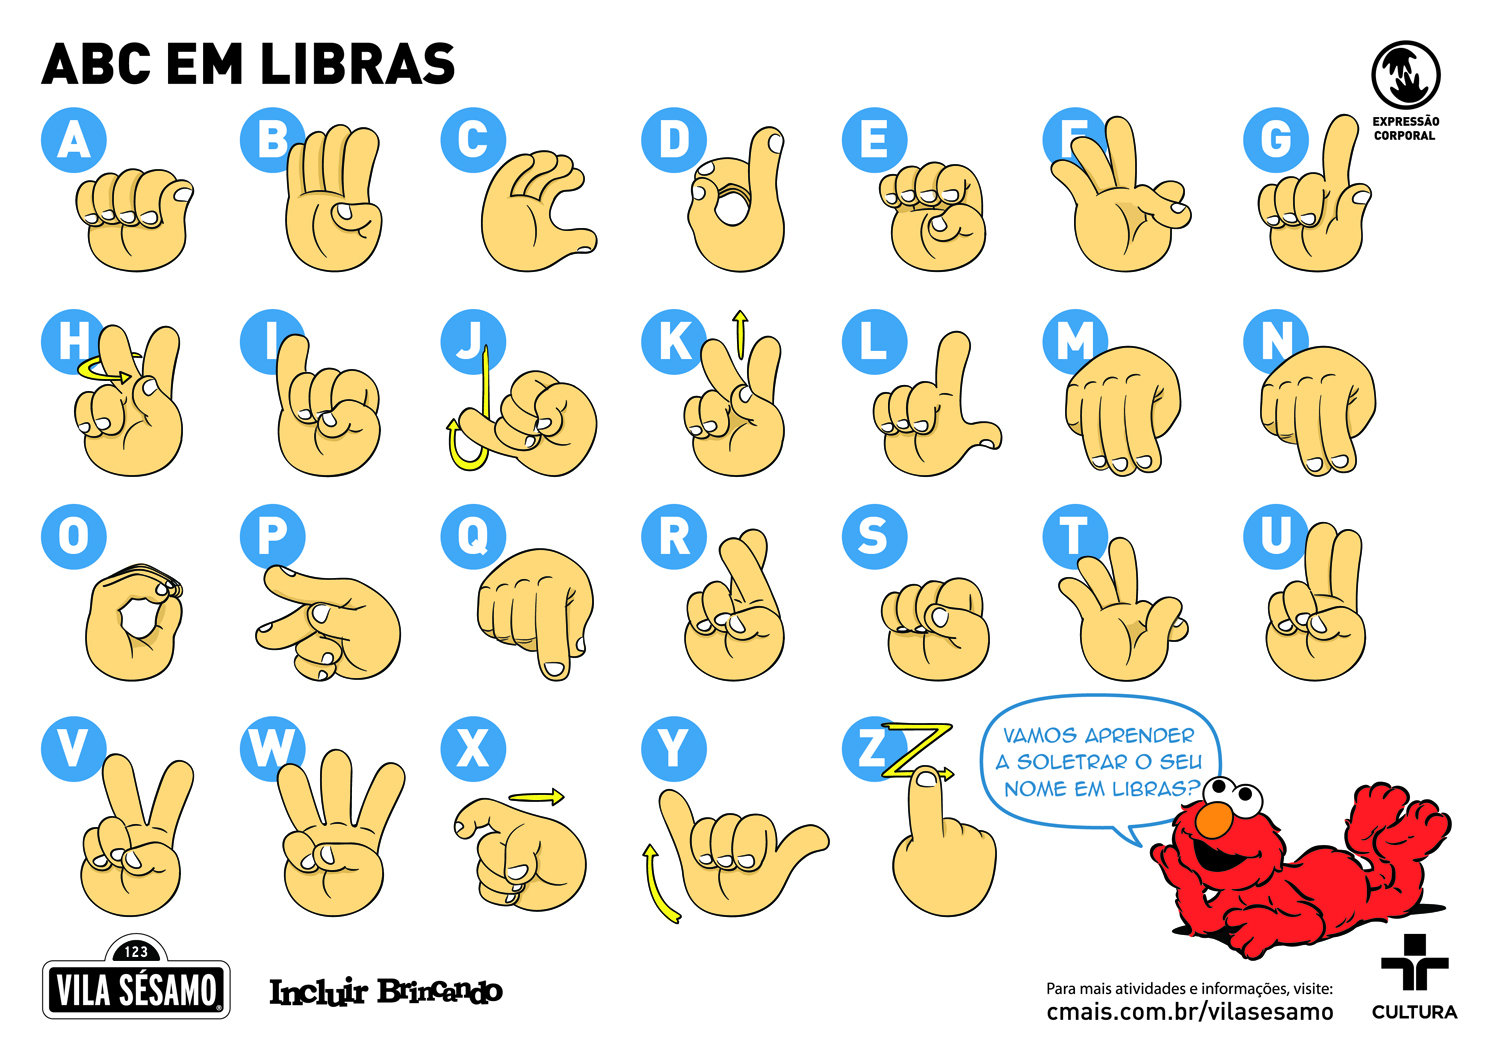 ABC EM LIBRAS
EXPRESSÃO
CORPORAL
A
B
C
D
E
F
G
H
I
J
K
L
M
N
O
P
Q
R
S
T
U
V
W
X
Y
Z
VAMOS APRENDER
A SOLETRAR O SEU
NOME EM LIBRAS?
123
VILA SÉSAMO®
Incluir Brincando
Para mais atividades e informações, visite:
cmais.com.br/vilasesamo
CULTURA